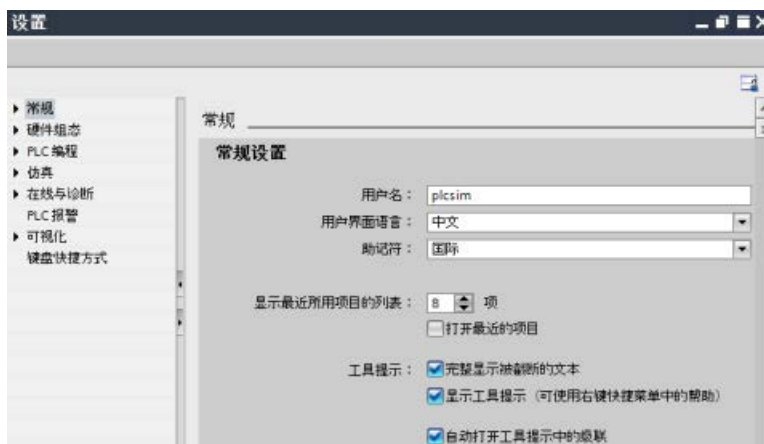 设置
常规
硬件组态
PLC 编程
仿真
在线与诊断
PLC 报警
可视化
键盘快捷方式
常规
常规设置
用户名： plcsim
用户界面语言： 中文
助记符： 国际
显示最近所用项目的列表： 8 项
打开最近的项目
工具提示： 完整显示被翻断的文本
显示工具提示（可使用右键快捷菜单中的帮助）
自动打开工具提示中的级联